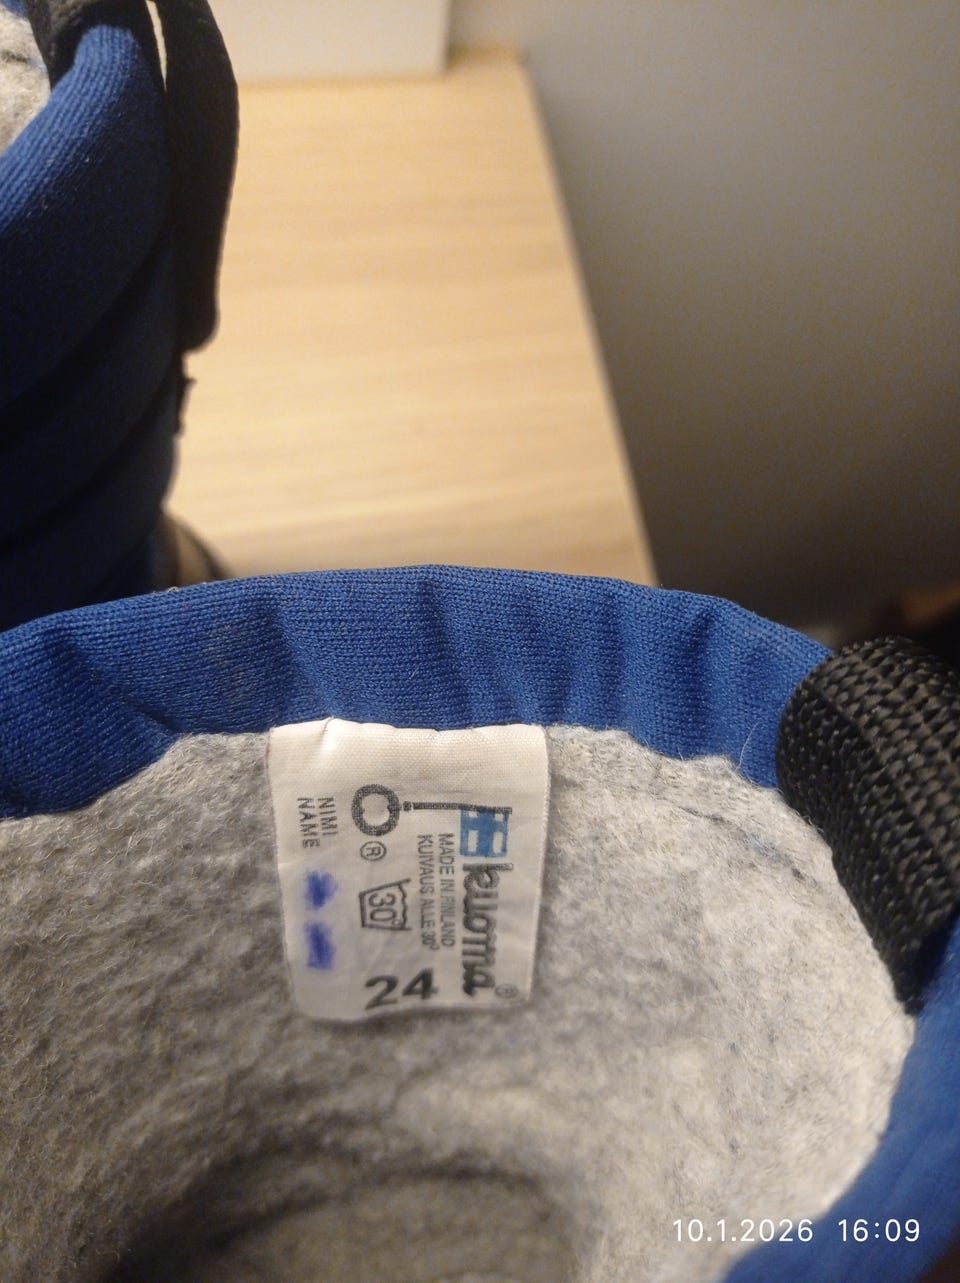 kuoma®
MADE IN FINLAND
KUIVAUS ALLE 30°
®
30°
24
NIMI
NAME
10.1.2026 16:09